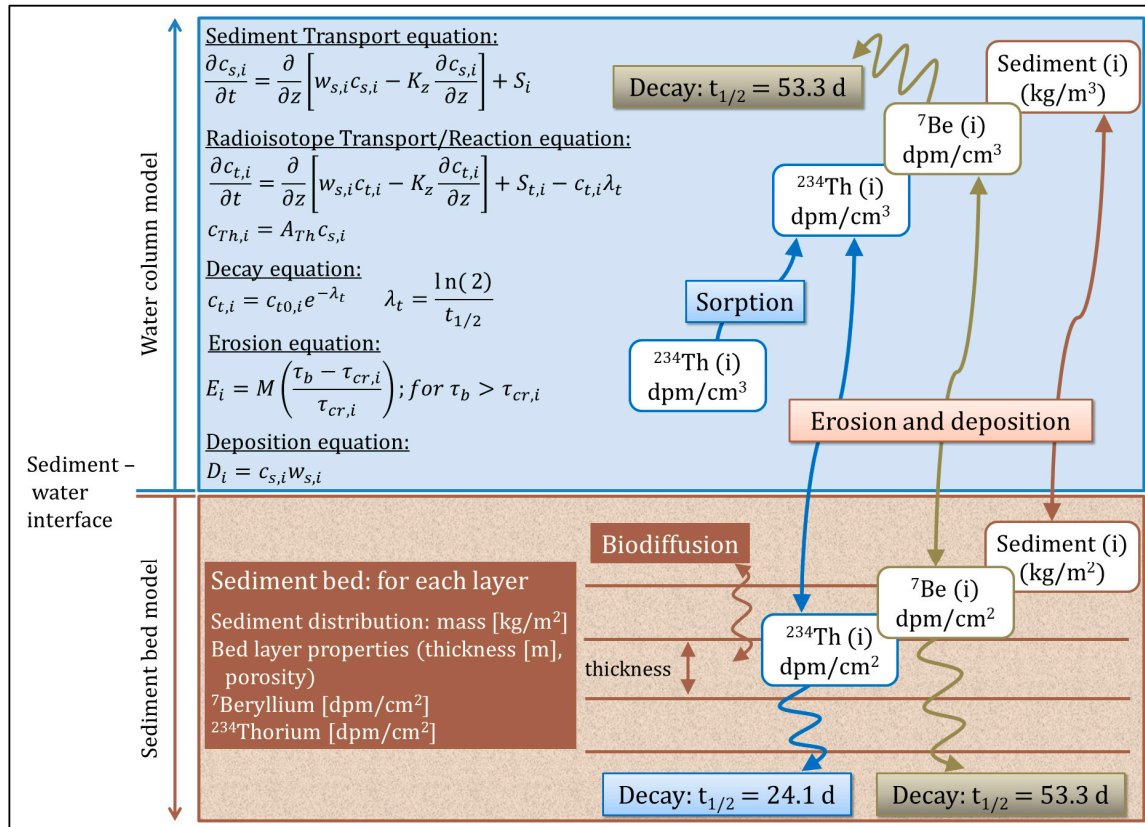 Water column model
Sediment –
water
interface
Sediment bed model
Sediment Transport equation:
∂c_{s,i}/∂t = ∂/∂z [w_{s,i}c_{s,i} − K_z ∂c_{s,i}/∂z] + S_i
Radioisotope Transport/Reaction equation:
∂c_{t,i}/∂t = ∂/∂z [w_{s,i}c_{t,i} − K_z ∂c_{t,i}/∂z] + S_{t,i} − c_{t,i}λ_t
c_{Th,i} = A_{Th}c_{s,i}
Decay equation:
c_{t,i} = c_{t0,i}e^{−λ_t} λ_t = ln( 2)/t_{1/2}
Erosion equation:
E_i = M ((τ_b − τ_{cr,i})/τ_{cr,i}) ; for τ_b > τ_{cr,i}
Deposition equation:
D_i = c_{s,i}w_{s,i}
Decay: t_{1/2} = 53.3 d
Sediment (i)
(kg/m³)
⁷Be (i)
dpm/cm³
²³⁴Th (i)
dpm/cm³
Sorption
²³⁴Th (i)
dpm/cm³
Erosion and deposition
Sediment bed: for each layer
Sediment distribution: mass [kg/m²]
Bed layer properties (thickness [m],
porosity)
⁷Beryllium [dpm/cm²]
²³⁴Thorium [dpm/cm²]
Biodiffusion
thickness
Sediment (i)
(kg/m²)
⁷Be (i)
dpm/cm²
²³⁴Th (i)
dpm/cm²
Decay: t_{1/2} = 24.1 d
Decay: t_{1/2} = 53.3 d